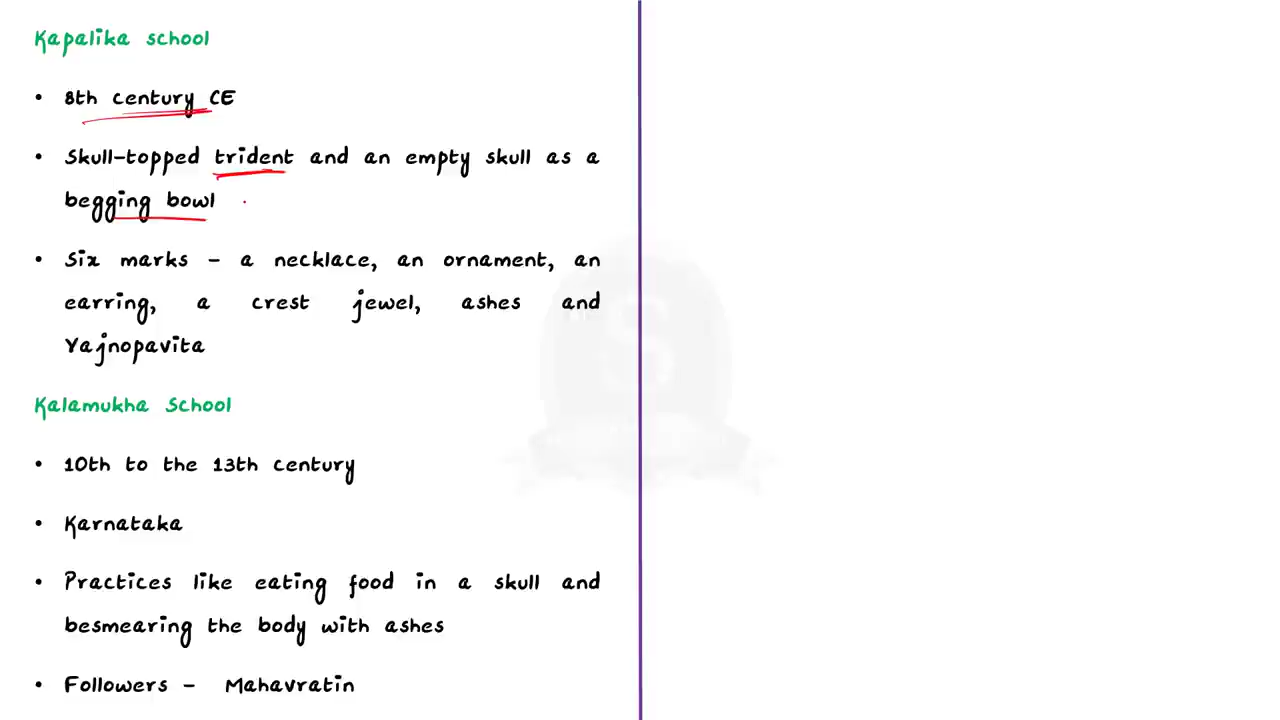 Kapalika school
• 8th century CE
• Skull-topped trident and an empty skull as a
begging bowl
• Six marks - a necklace, an ornament, an
earring, a crest jewel, ashes and
Yajnopavita
Kalamukha School
• 10th to the 13th century
• Karnataka
• Practices like eating food in a skull and
besmearing the body with ashes
• Followers - Mahavratin